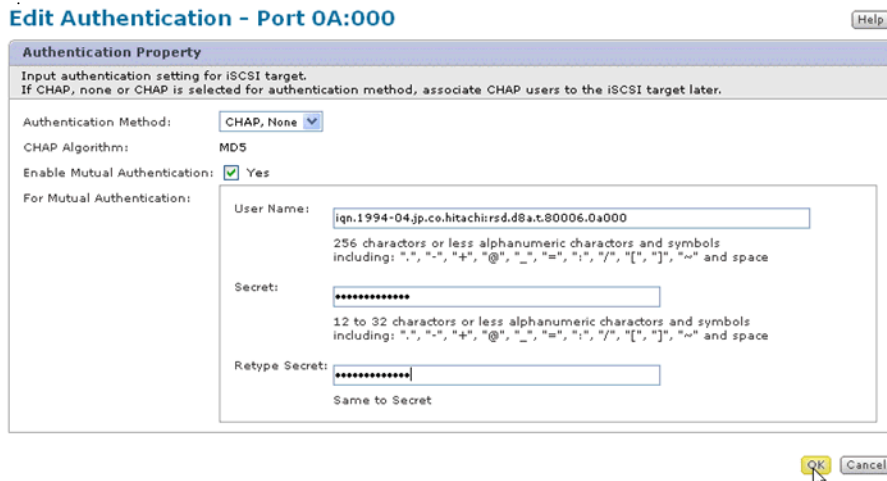 Edit Authentication - Port 0A:000
Help
Authentication Property
Input authentication setting for iSCSI target.
If CHAP, none or CHAP is selected for authentication method, associate CHAP users to the iSCSI target later.
Authentication Method: CHAP, None
CHAP Algorithm: MD5
Enable Mutual Authentication: Yes
For Mutual Authentication:
User Name: iqn.1994-04.jp.co.hitachi:rsd.d8a.t.80006.0a000
256 charactors or less alphanumeric charactors and symbols
including: ".", "-", "+", "@", "_", "=", ":", "/", "[", "]", "~" and space
Secret: •••••••••••••
12 to 32 charactors or less alphanumeric charactors and symbols
including: ".", "-", "+", "@", "_", "=", ":", "/", "[", "]", "~" and space
Retype Secret: •••••••••••••
Same to Secret
OK Cancel